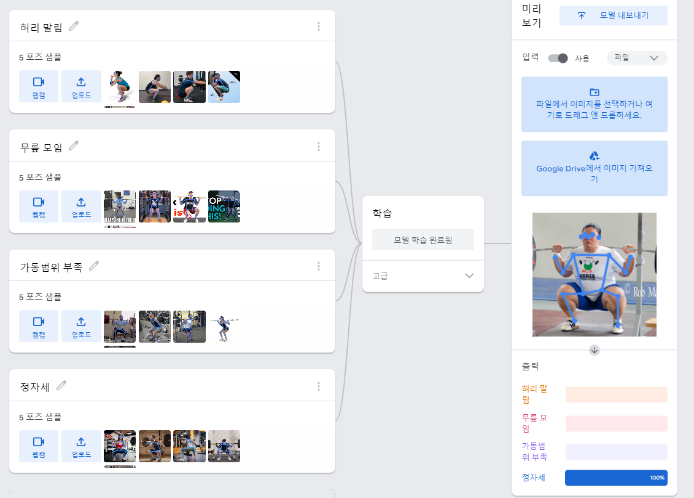 허리 말림
5 포즈 샘플
웹캠
업로드
무릎 모임
5 포즈 샘플
웹캠
업로드
가동범위 부족
5 포즈 샘플
웹캠
업로드
정자세
5 포즈 샘플
웹캠
업로드
학습
모델 학습 완료됨
고급
미리
보기
모델 내보내기
입력
사용
파일
파일에서 이미지를 선택하거나 여
기로 드래그 앤 드롭하세요.
Google Drive에서 이미지 가져오
기
KOREA
출력
허리 말
림
무릎 모
임
가동범
위 부족
정자세
100%